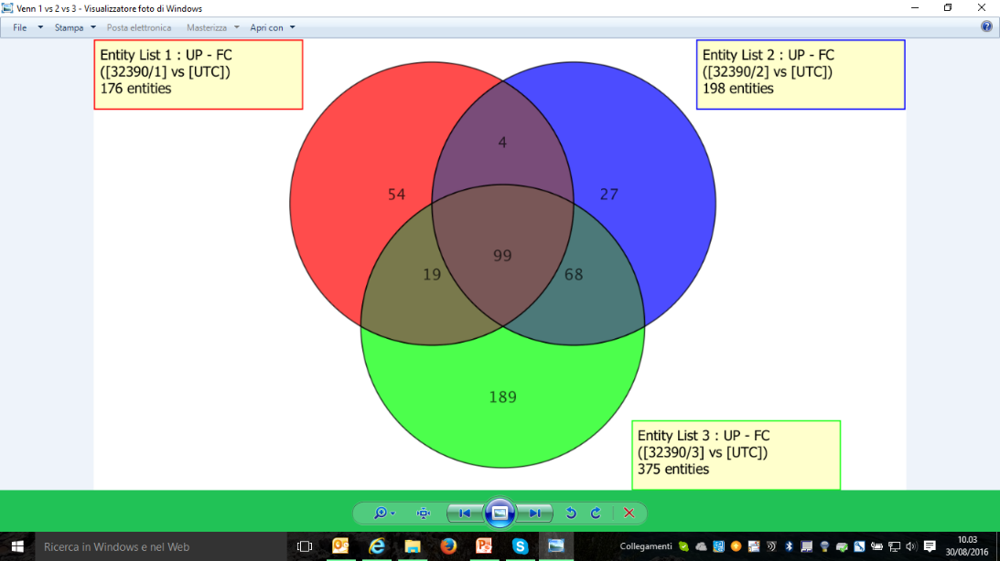 Venn 1 vs 2 vs 3 - Visualizzatore foto di Windows
File Stampa Posta elettronica Masterizza Apri con
Entity List 1 : UP - FC
([32390/1] vs [UTC])
176 entities
Entity List 2 : UP - FC
([32390/2] vs [UTC])
198 entities
4
54
27
99
19
68
189
Entity List 3 : UP - FC
([32390/3] vs [UTC])
375 entities
Ricerca in Windows e nel Web
Collegamenti
10.03
30/08/2016